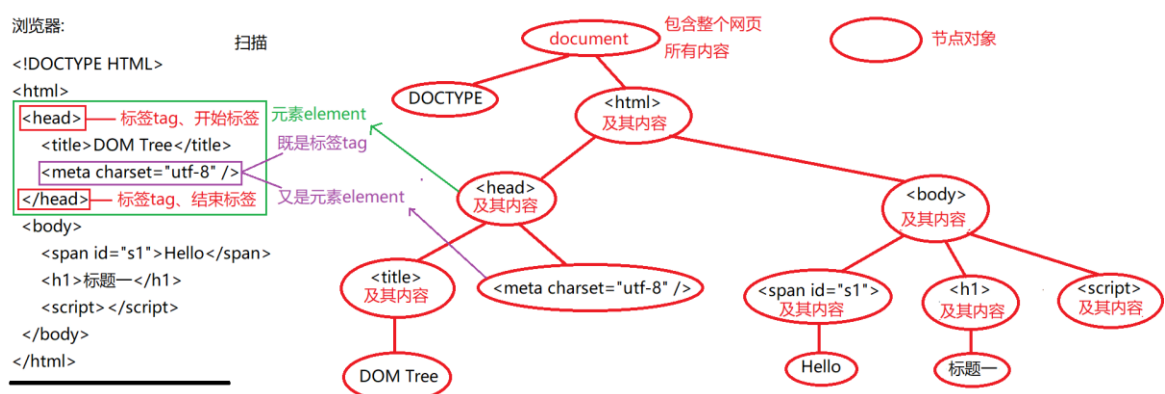 浏览器:
扫描
<!DOCTYPE HTML>
<html>
<head>
标签tag、开始标签
元素element
<title>DOM Tree</title>
既是标签tag
<meta charset="utf-8" />
又是元素element
</head>
标签tag、结束标签
<body>
<span id="s1">Hello</span>
<h1>标题一</h1>
<script></script>
</body>
</html>
document
包含整个网页
所有内容
节点对象
DOCTYPE
<html>
及其内容
<head>
及其内容
<body>
及其内容
<title>
及其内容
<meta charset="utf-8" />
<span id="s1">
及其内容
<h1>
及其内容
<script>
及其内容
DOM Tree
Hello
标题一